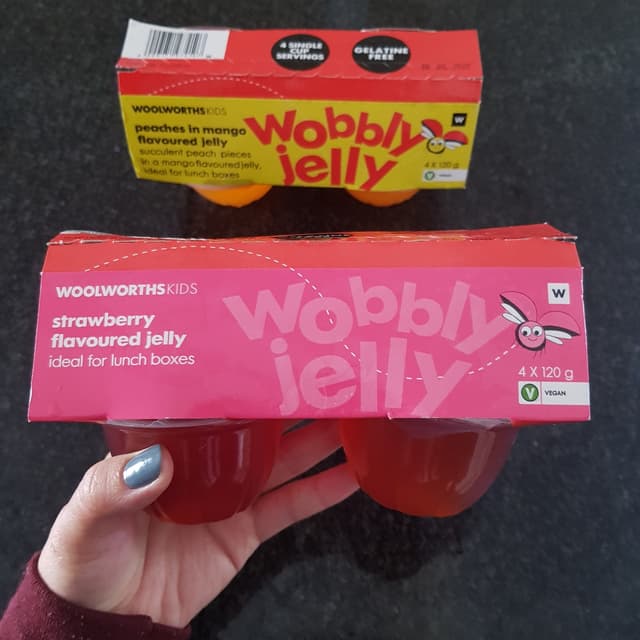 4 SINGLE
CUP
SERVINGS
GELATINE
FREE
WOOLWORTHS KIDS
peaches in mango
flavoured jelly
succulent peach pieces
in a mango flavoured jelly,
ideal for lunch boxes
Wobbly
jelly
W
4 X 120 g
V VEGAN
WOOLWORTHS KIDS
strawberry
flavoured jelly
ideal for lunch boxes
Wobbly
jelly
W
4 X 120 g
V VEGAN